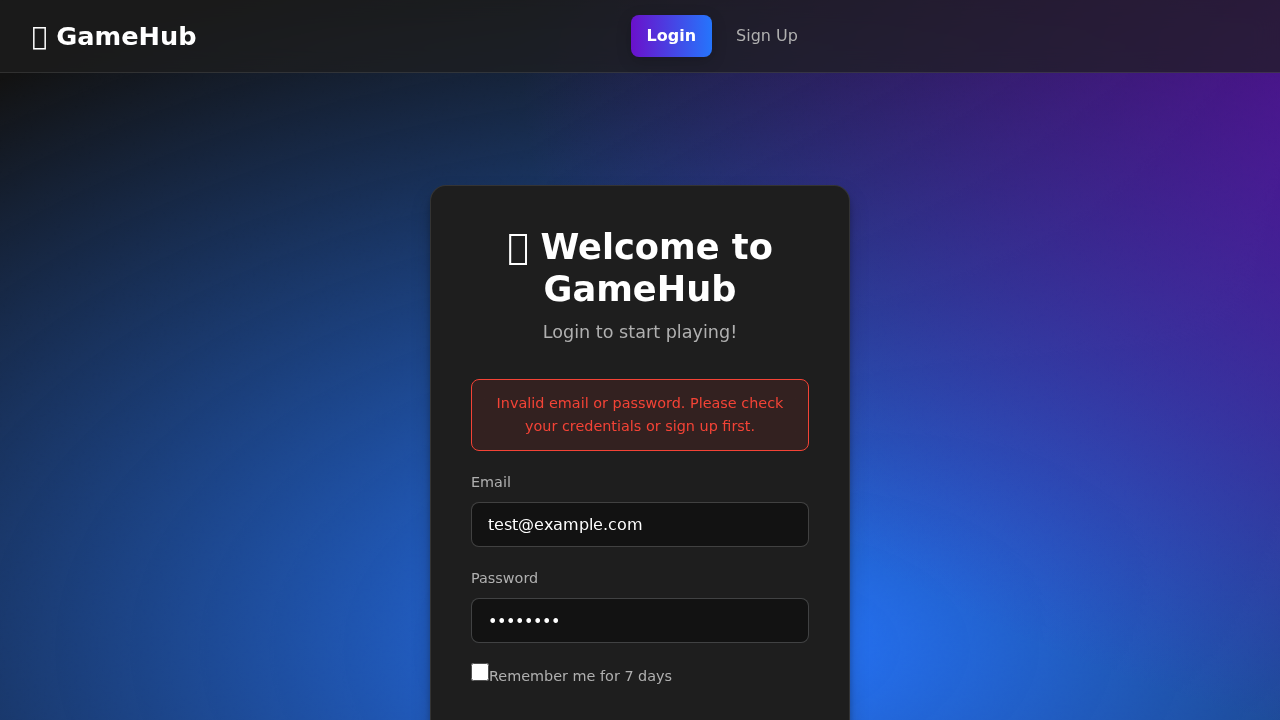 GameHub
Login
Sign Up
Welcome to
GameHub
Login to start playing!
Invalid email or password. Please check
your credentials or sign up first.
Email
test@example.com
Password
••••••••
Remember me for 7 days